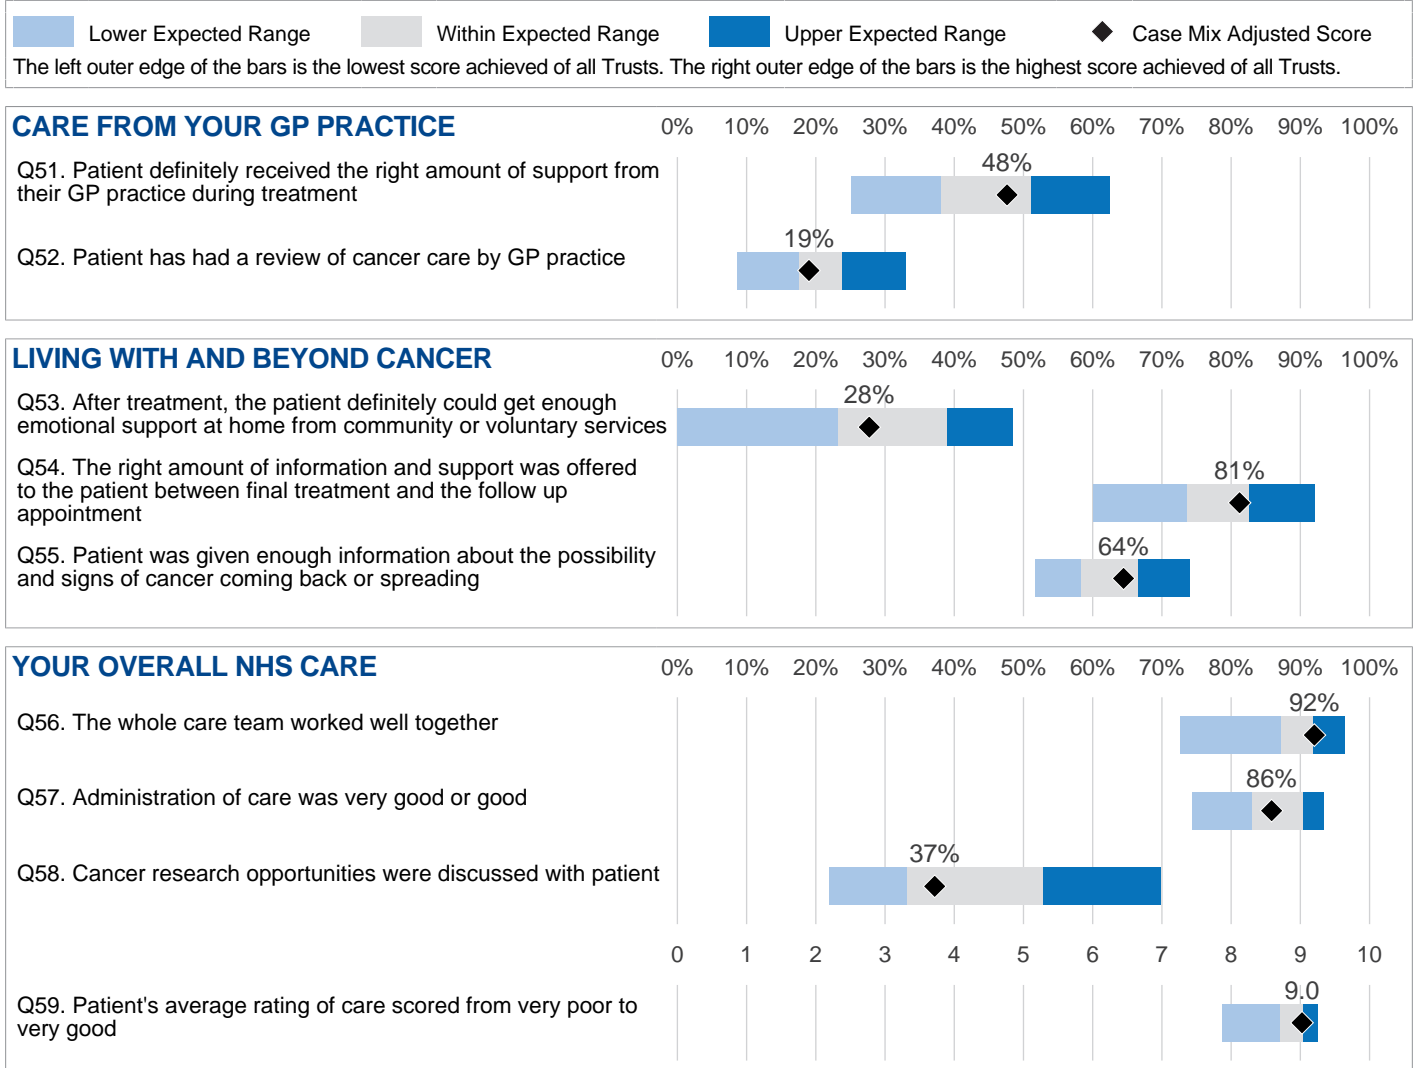 Lower Expected Range Within Expected Range Upper Expected Range Case Mix Adjusted Score
The left outer edge of the bars is the lowest score achieved of all Trusts. The right outer edge of the bars is the highest score achieved of all Trusts.
CARE FROM YOUR GP PRACTICE 0% 10% 20% 30% 40% 50% 60% 70% 80% 90% 100%
48%
Q51. Patient definitely received the right amount of support from
their GP practice during treatment
19%
Q52. Patient has had a review of cancer care by GP practice
LIVING WITH AND BEYOND CANCER 0% 10% 20% 30% 40% 50% 60% 70% 80% 90% 100%
28%
Q53. After treatment, the patient definitely could get enough
emotional support at home from community or voluntary services
81%
Q54. The right amount of information and support was offered
to the patient between final treatment and the follow up
appointment
64%
Q55. Patient was given enough information about the possibility
and signs of cancer coming back or spreading
YOUR OVERALL NHS CARE 0% 10% 20% 30% 40% 50% 60% 70% 80% 90% 100%
92%
Q56. The whole care team worked well together
86%
Q57. Administration of care was very good or good
37%
Q58. Cancer research opportunities were discussed with patient
0 1 2 3 4 5 6 7 8 9 10
9.0
Q59. Patient's average rating of care scored from very poor to
very good